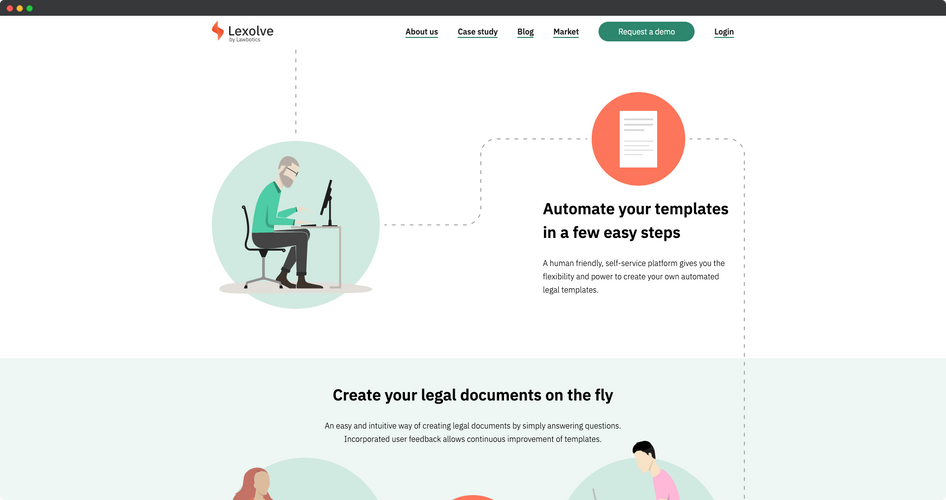 Lexolve
by Lawbotics
About us
Case study
Blog
Market
Request a demo
Login
Automate your templates
in a few easy steps
A human friendly, self-service platform gives you the
flexibility and power to create your own automated
legal templates.
Create your legal documents on the fly
An easy and intuitive way of creating legal documents by simply answering questions.
Incorporated user feedback allows continuous improvement of templates.